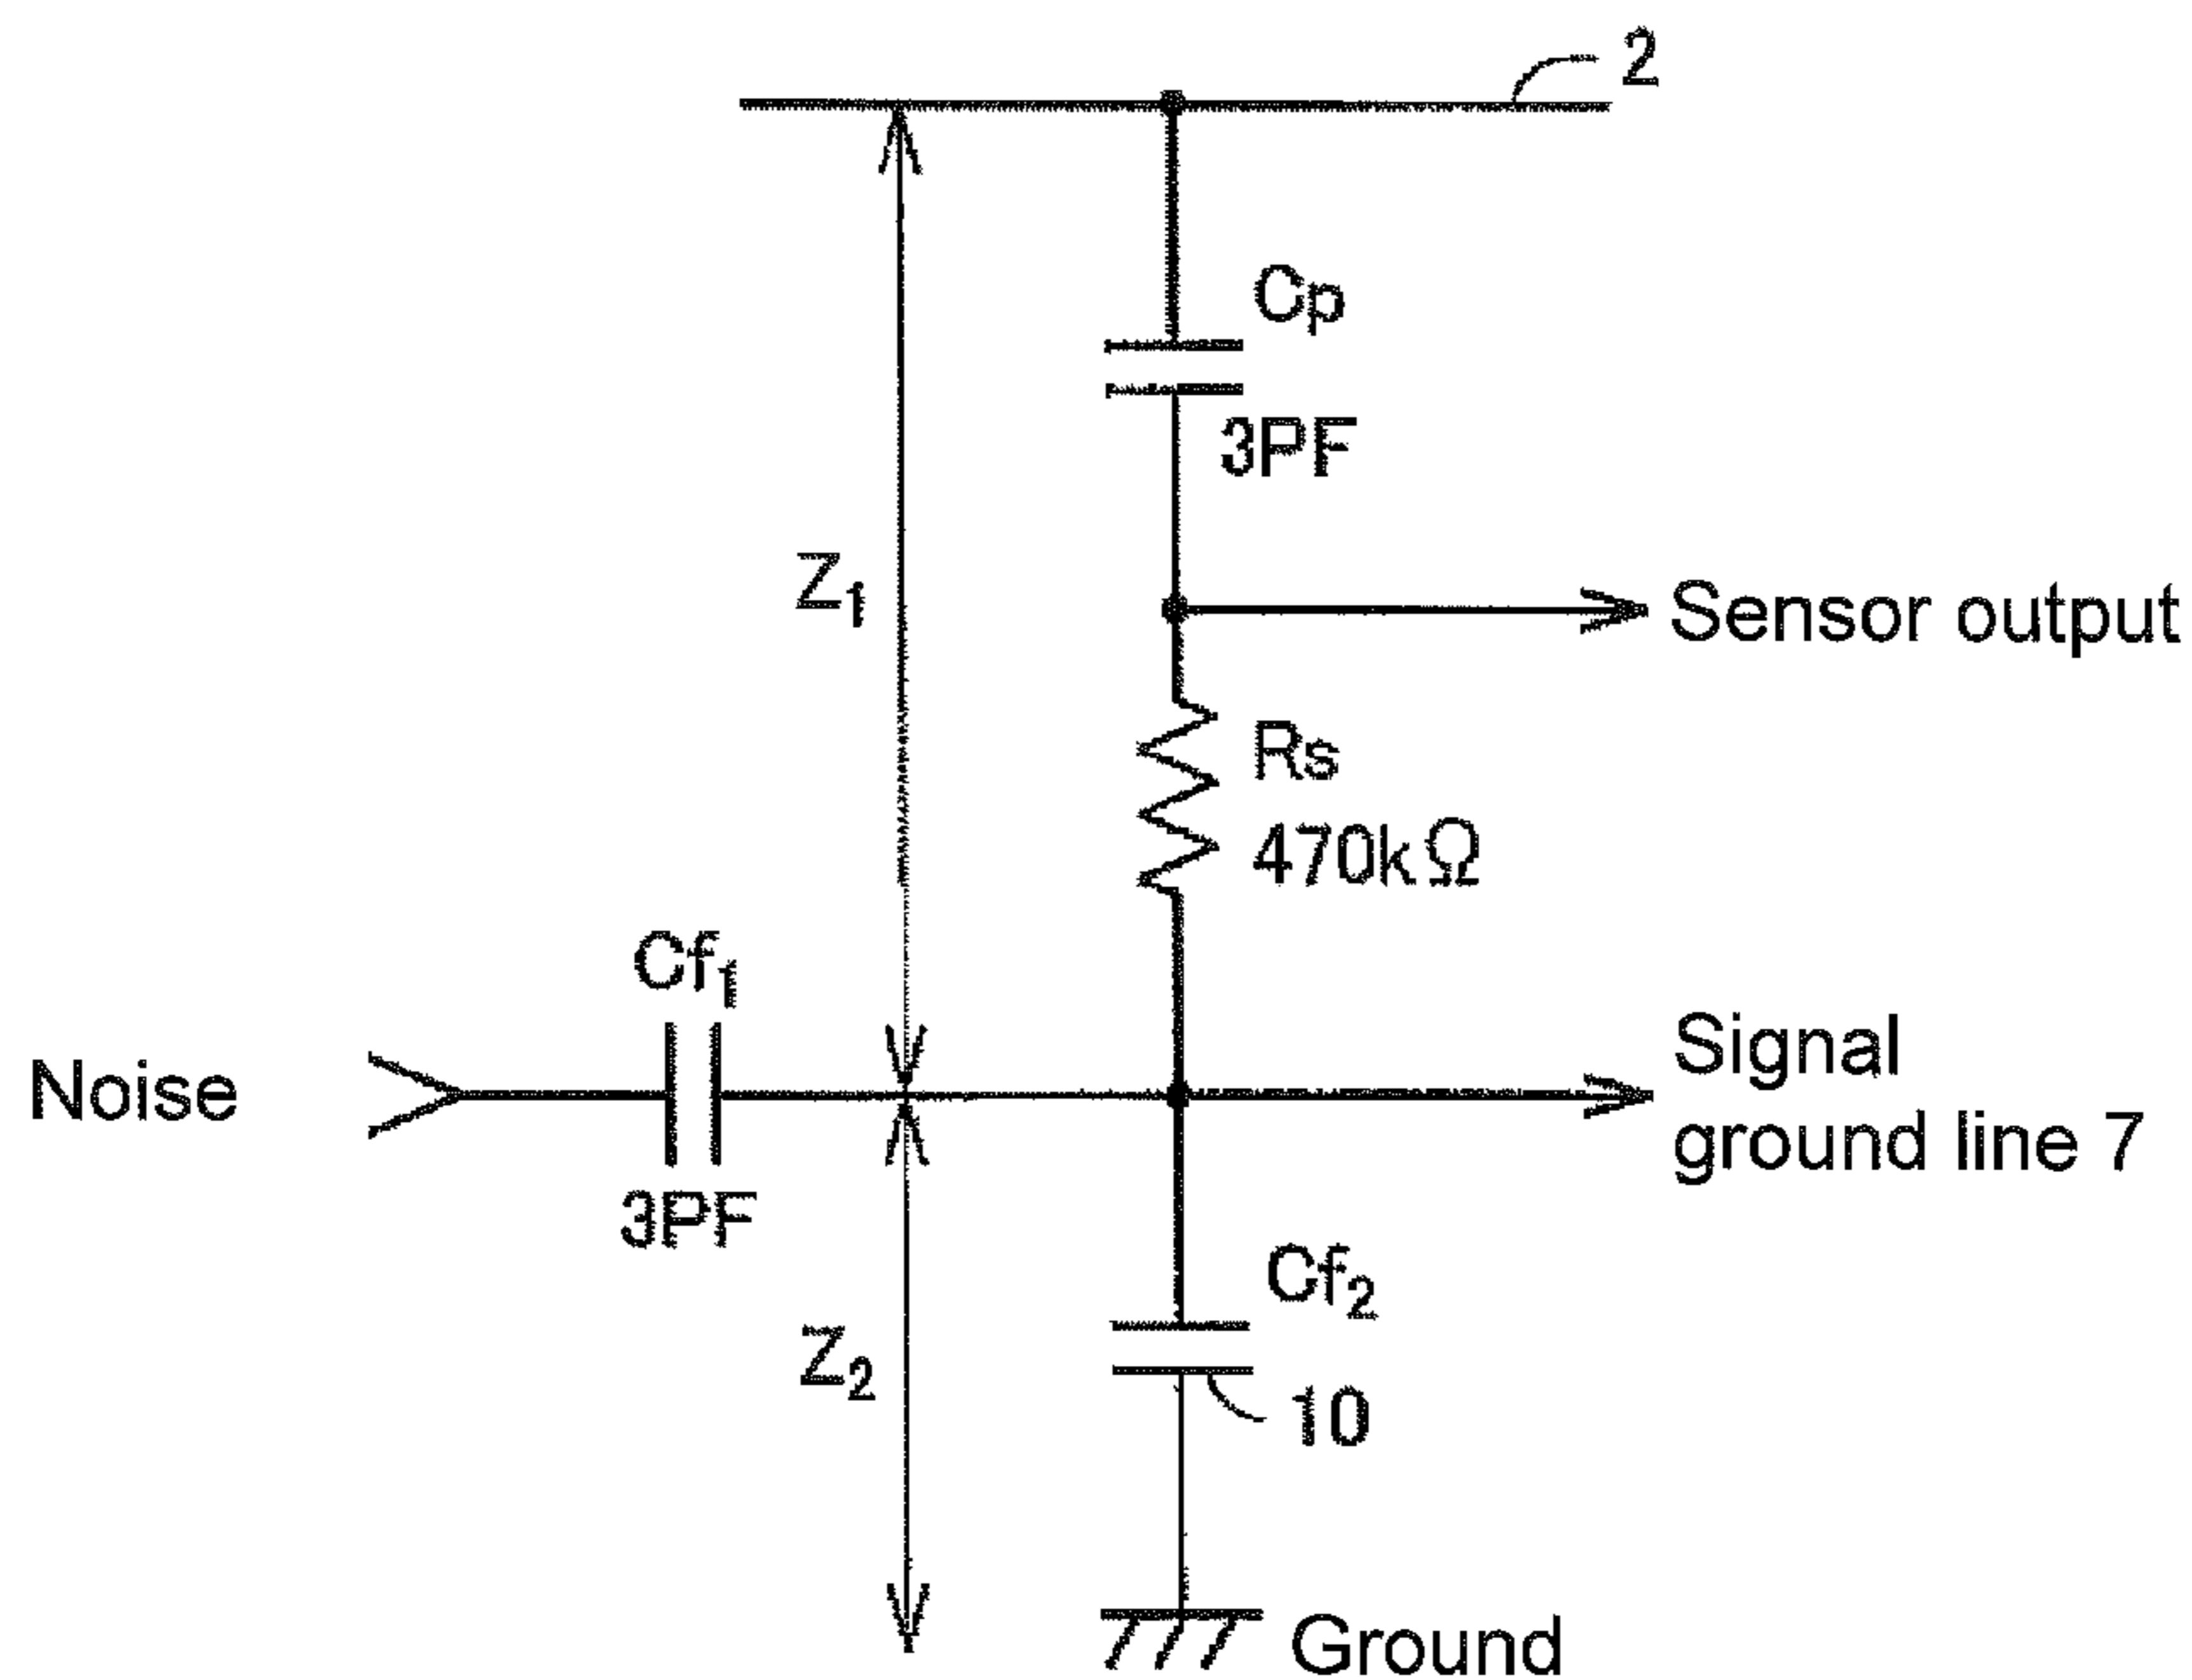 2
Cp
3PF
Z₁
Sensor output
Rs
470kΩ
Cf₁
Noise
3PF
Signal
ground line 7
Cf₂
Z₂
10
Ground